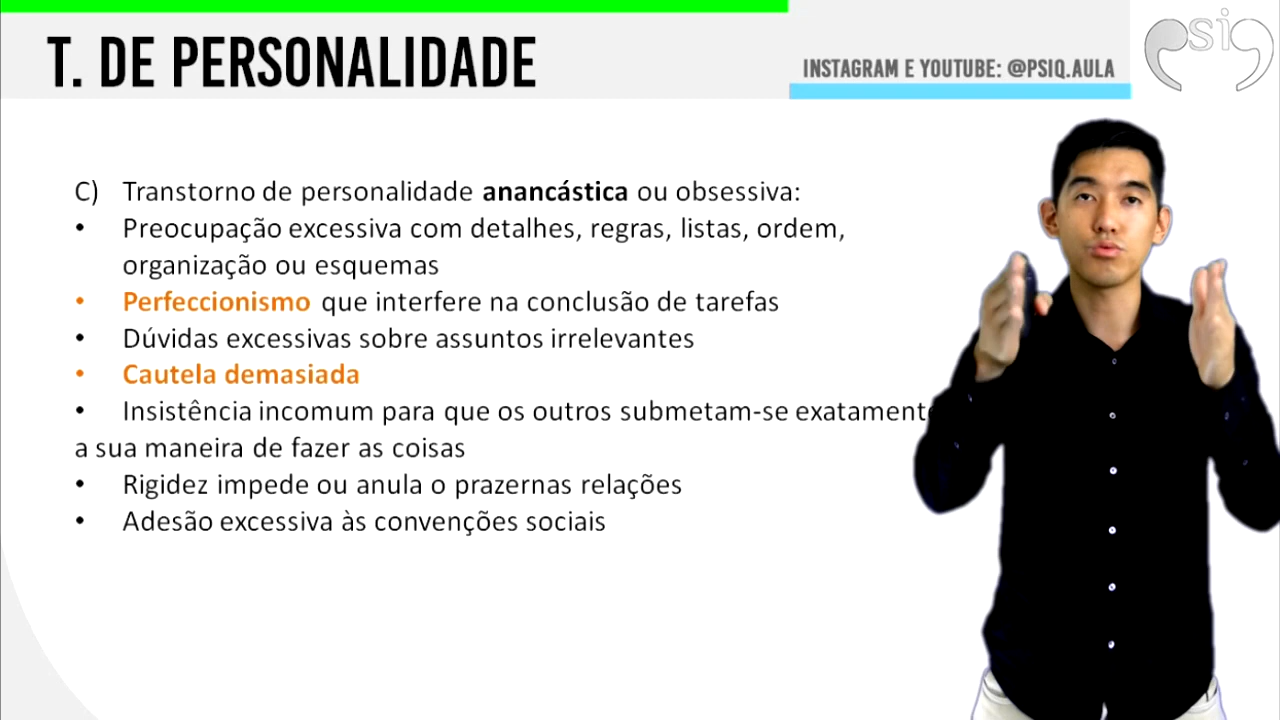 T. DE PERSONALIDADE
INSTAGRAM E YOUTUBE: @PSIQ.AULA
psiq
C) Transtorno de personalidade anancástica ou obsessiva:
• Preocupação excessiva com detalhes, regras, listas, ordem,
organização ou esquemas
• Perfeccionismo que interfere na conclusão de tarefas
• Dúvidas excessivas sobre assuntos irrelevantes
• Cautela demasiada
• Insistência incomum para que os outros submetam-se exatamente
a sua maneira de fazer as coisas
• Rigidez impede ou anula o prazernas relações
• Adesão excessiva às convenções sociais